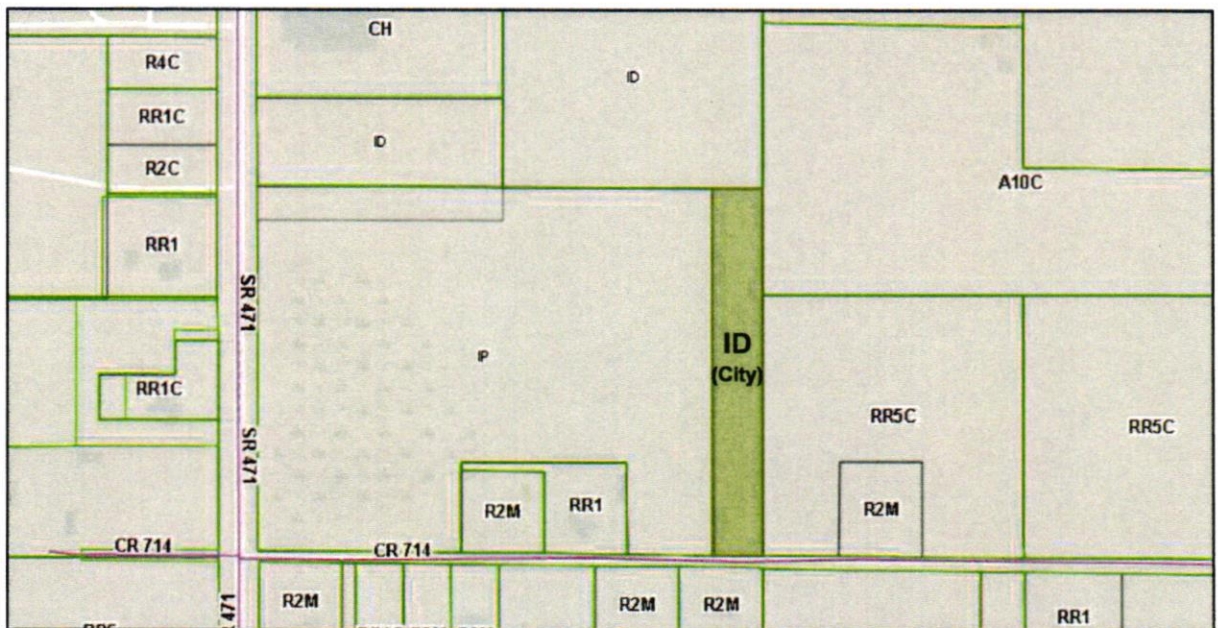 CH
R4C
ID
RR1C
ID
R2C
A10C
RR1
SR 471
ID
(City)
IP
RR1C
RR5C
RR5C
SR 471
R2M
RR1
R2M
CR 714
CR 714
R2M
R2M
R2M
471
RR1